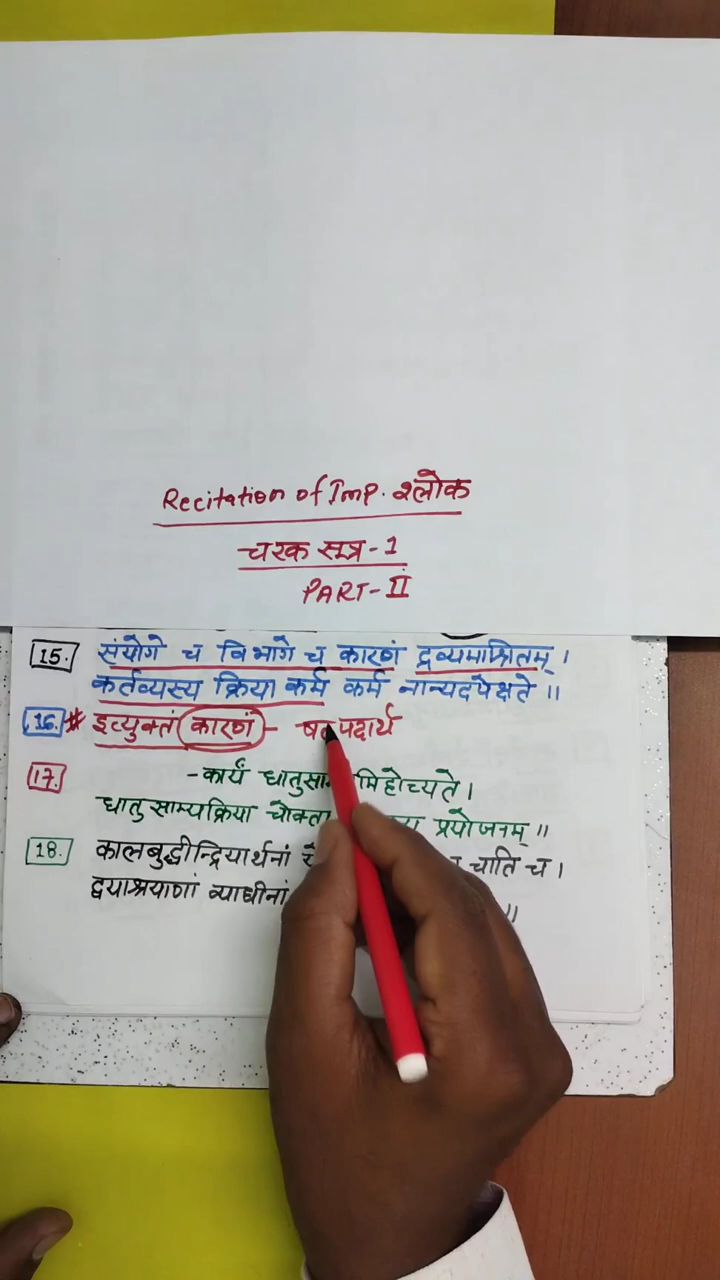 Recitation of Imp. श्लोक
चरक सूत्र-1
PART-II
15. संयोगे च विभागे च कारणं द्रव्यमाश्रितम् ।
कर्तव्यस्य क्रिया कर्म कर्म नान्यदपेक्षते ॥
16. * इत्युक्तं कारणं - पदार्थ
17. - कार्यं मिहोच्यते ।
धातुसाम्यक्रिया चोक्ता प्रयोजनम् ॥
18. कालबुद्धीन्द्रियार्थनां चाति च ।
द्वयाश्रयाणां व्याधीनां ॥